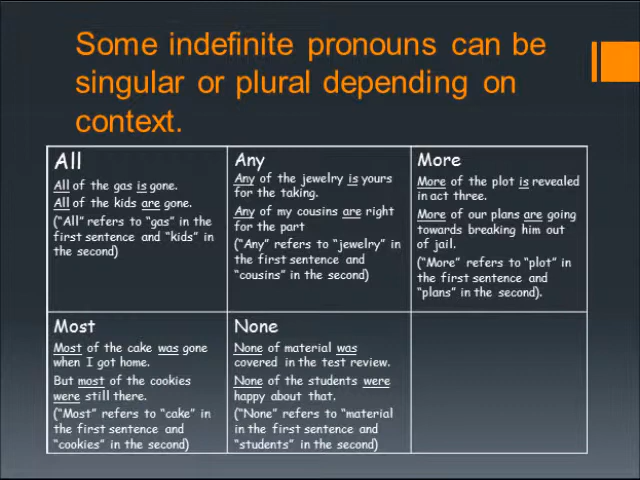 Some indefinite pronouns can be
singular or plural depending on
context.
All
All of the gas is gone.
All of the kids are gone.
("All" refers to "gas" in the
first sentence and "kids" in
the second)
Any
Any of the jewelry is yours
for the taking.
Any of my cousins are right
for the part
("Any" refers to "jewelry" in
the first sentence and
"cousins" in the second)
More
More of the plot is revealed
in act three.
More of our plans are going
towards breaking him out
of jail.
("More" refers to "plot" in
the first sentence and
"plans" in the second).
Most
Most of the cake was gone
when I got home.
But most of the cookies
were still there.
("Most" refers to "cake" in
the first sentence and
"cookies" in the second)
None
None of material was
covered in the test review.
None of the students were
happy about that.
("None" refers to "material
in the first sentence and
"students" in the second)